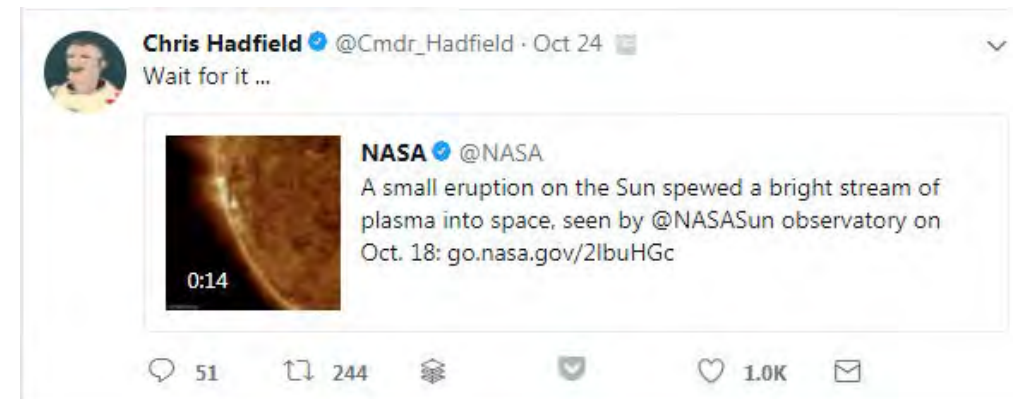 Chris Hadfield @Cmdr_Hadfield · Oct 24
Wait for it ...
NASA @NASA
A small eruption on the Sun spewed a bright stream of
plasma into space, seen by @NASASun observatory on
Oct. 18: go.nasa.gov/2lbuHGc
0:14
51 244 1.0K